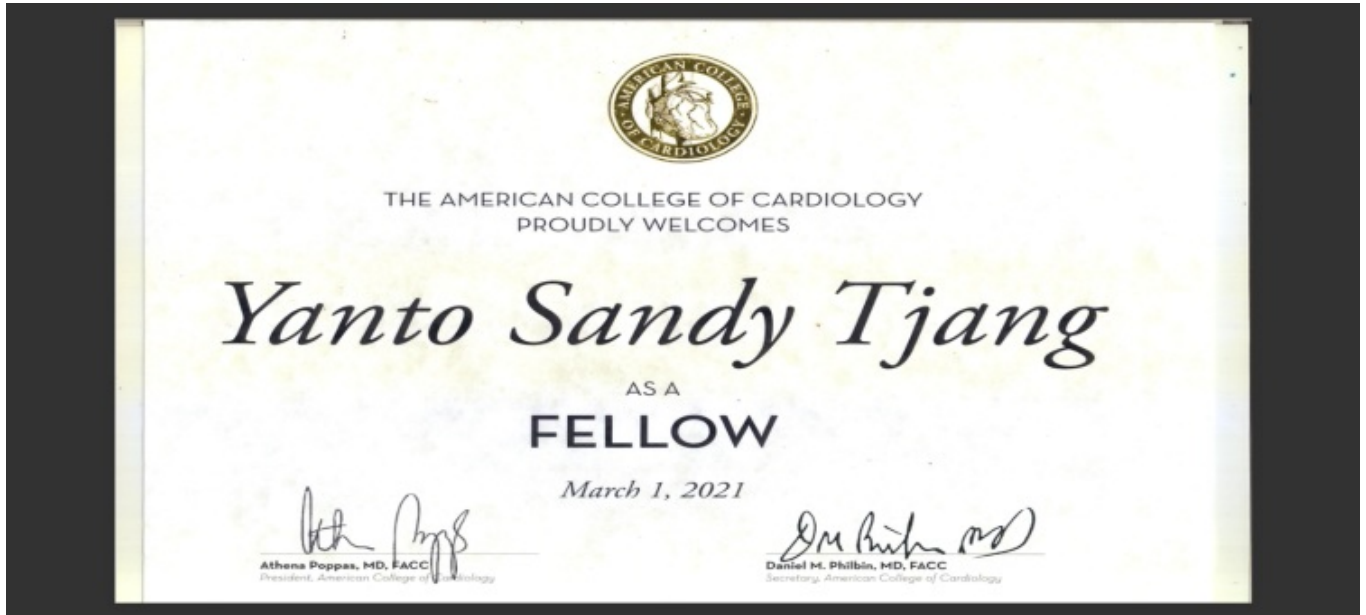 AMERICAN COLLEGE OF CARDIOLOGY
THE AMERICAN COLLEGE OF CARDIOLOGY
PROUDLY WELCOMES
Yanto Sandy Tjang
AS A
FELLOW
March 1, 2021
Athena Poppas, MD, FACC
President, American College of Cardiology
Daniel M. Philbin, MD, FACC
Secretary, American College of Cardiology